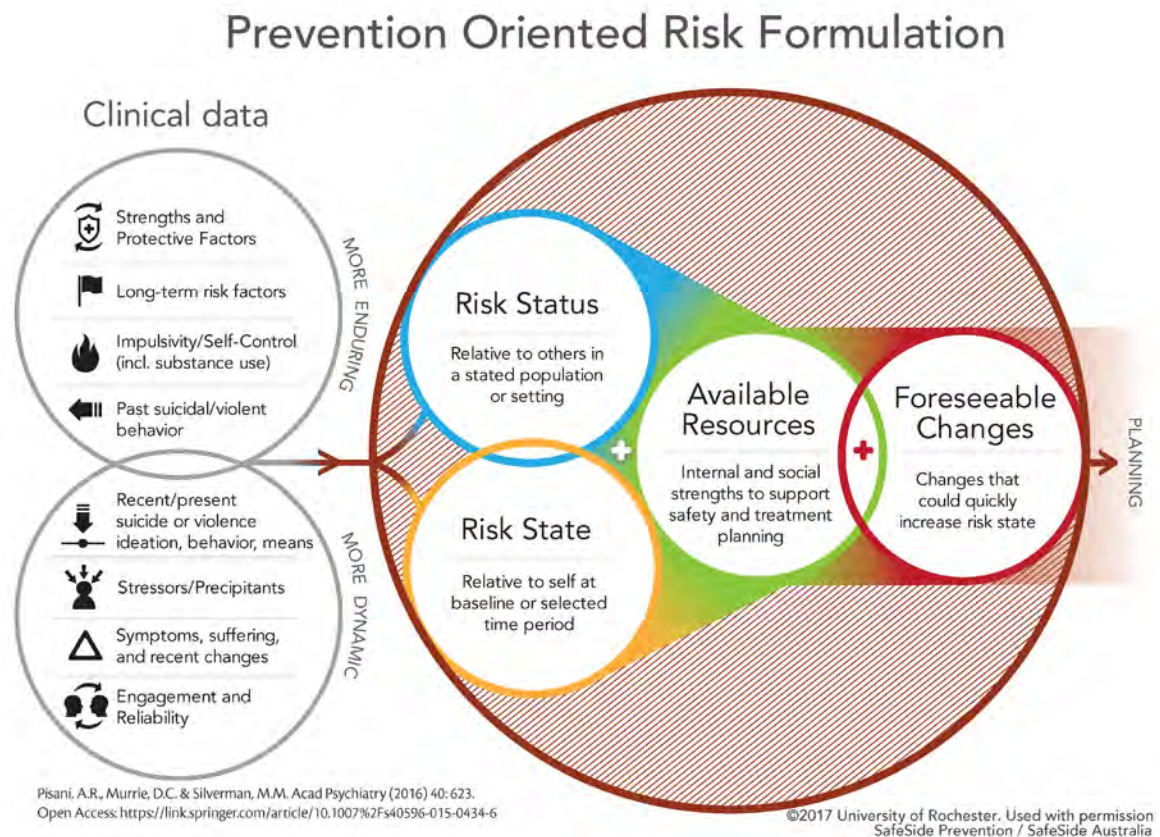 Prevention Oriented Risk Formulation
Clinical data
Strengths and
Protective Factors
Long-term risk factors
Impulsivity/Self-Control
(incl. substance use)
Past suicidal/violent
behavior
MORE ENDURING
Recent/present
suicide or violence
ideation, behavior, means
Stressors/Precipitants
Symptoms, suffering,
and recent changes
Engagement and
Reliability
MORE DYNAMIC
Risk Status
Relative to others in
a stated population
or setting
Risk State
Relative to self at
baseline or selected
time period
Available
Resources
Internal and social
strengths to support
safety and treatment
planning
Foreseeable
Changes
Changes that
could quickly
increase risk state
PLANNING
Pisani, A.R., Murrie, D.C. & Silverman, M.M. Acad Psychiatry (2016) 40: 623.
Open Access: https://link.springer.com/article/10.1007%2Fs40596-015-0434-6
©2017 University of Rochester. Used with permission
SafeSide Prevention / SafeSide Australia